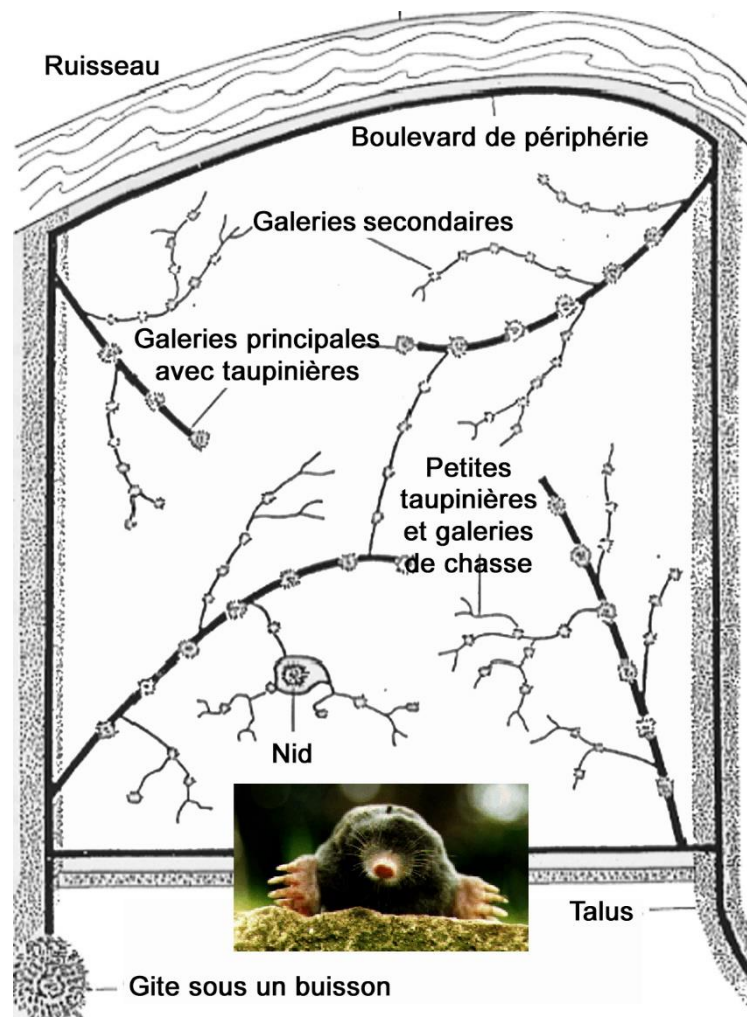 Ruisseau
Boulevard de périphérie
Galeries secondaires
Galeries principales
avec taupinières
Petites
taupinières
et galeries
de chasse
Nid
Talus
Gite sous un buisson